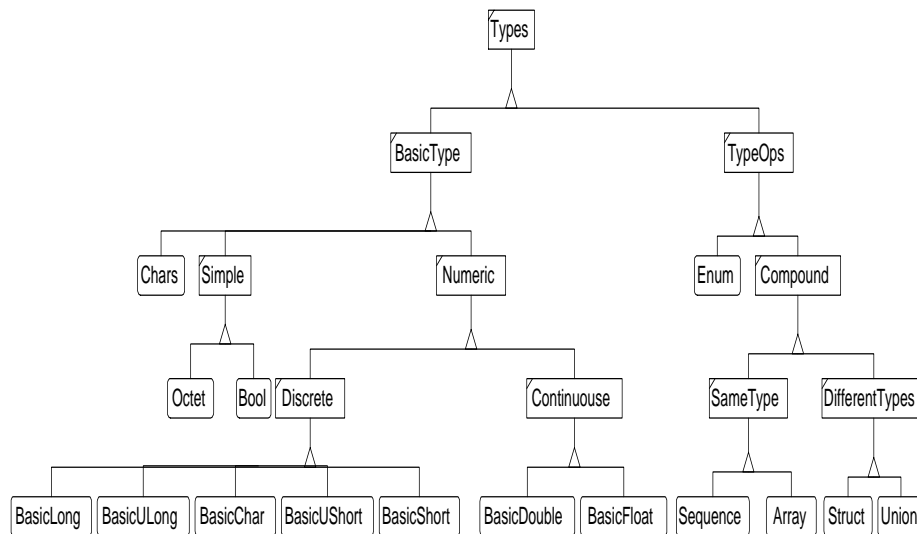 Types
BasicType TypeOps
Chars Simple Numeric Enum Compound
Octet Bool Discrete Continuouse SameType DifferentTypes
BasicLong BasicULong BasicChar BasicUShort BasicShort BasicDouble BasicFloat Sequence Array Struct Union